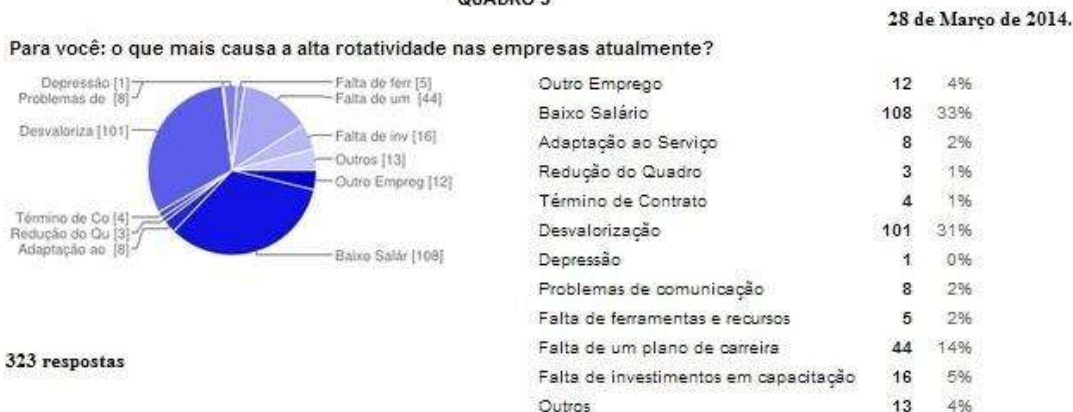 QUADRO 3
28 de Março de 2014.
Para você: o que mais causa a alta rotatividade nas empresas atualmente?
Depressão [1]
Problemas de [8]
Desvaloriza [101]
Término de Co [4]
Redução do Qu [3]
Adaptação ao [8]
Falta de ferr [5]
Falta de um [44]
Falta de inv [16]
Outros [13]
Outro Empreg [12]
Baixo Salár [108]
Outro Emprego 12 4%
Baixo Salário 108 33%
Adaptação ao Serviço 8 2%
Redução do Quadro 3 1%
Término de Contrato 4 1%
Desvalorização 101 31%
Depressão 1 0%
Problemas de comunicação 8 2%
Falta de ferramentas e recursos 5 2%
Falta de um plano de carreira 44 14%
Falta de investimentos em capacitação 16 5%
Outros 13 4%
323 respostas